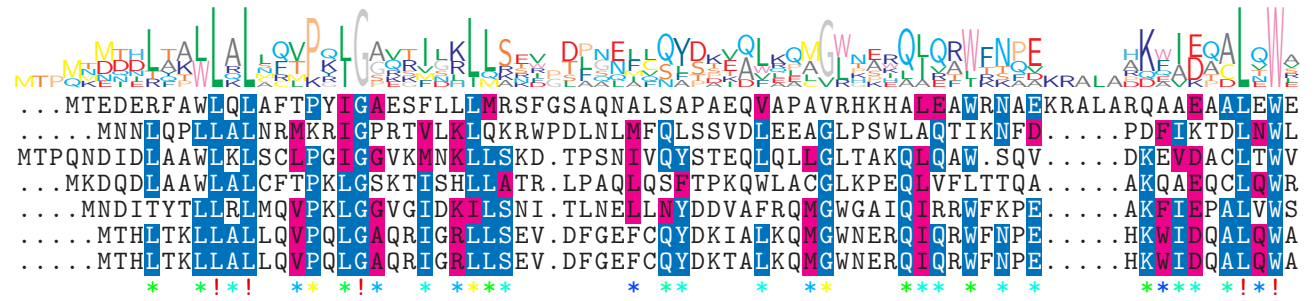 ...MTEDERFAWLQLAFTPYIGAESFLLLMRSFGSAQNALSAPAEQVAPAVRHKHALEAWRNAEKRALARQAAEAALEWE
.....MNNLQPLLALNRMKRIGPRTVLKLQKRWPDLNLMFQLSSVDLEEAGLPSWLAQTIKNFD.....PDFIKTDLNWL
MTPQNDIDLAAWLKLSCLPGIGGVKMNKLLSKD.TPSNIVQYSTEQLQLLGLTAKQLQAW.SQV.....DKEVDACLTWV
...MKDQDLAAWLALCFTPKLGSKTISHLLATR.LPAQLQSFTPKQWLACGLKPEQLVFLTTQA.....AKQAEQCLQWR
....MNDITYTLLRLMQVPKLGGVGIDKILSNI.TLNELLNYDDVAFRQMGWGAIQIRRWFKPE.....AKFIEPALVWS
.....MTHLTKLLALLQVPQLGAQRIGRLLSEV.DFGEFCQYDKIALKQMGWNERQIQRWFNPE.....HKWIDQALQWA
.....MTHLTKLLALLQVPQLGAQRIGRLLSEV.DFGEFCQYDKTALKQMGWNERQIQRWFNPE.....HKWIDQALQWA
* *!*! ** *!* * **** * ** * ** *** * * * **** *!*!